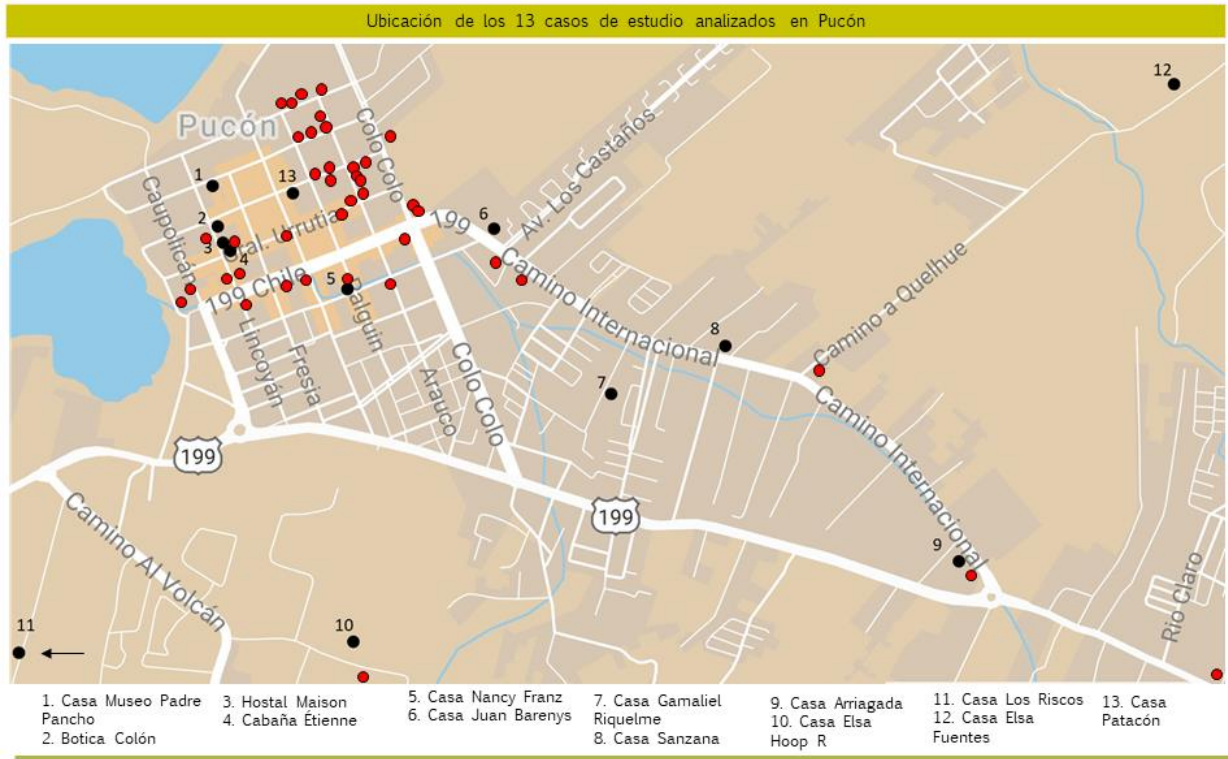 Ubicación de los 13 casos de estudio analizados en Pucón
12
Pucón
Colo Colo
1
13
Caupolicán
2
Gral. Urrutia
3
4
199
6
Av. Los Castaños
199 Chile
5
Palguin
Camino Internacional
Camino a Quelhue
8
Lincoyán
Fresia
Arauco
Colo Colo
7
Camino Internacional
199
199
Camino Al Volcán
9
Rio Claro
11
10
1. Casa Museo Padre
Pancho
2. Botica Colón
3. Hostal Maison
4. Cabaña Étienne
5. Casa Nancy Franz
6. Casa Juan Barenys
7. Casa Gamaliel
Riquelme
8. Casa Sanzana
9. Casa Arriagada
10. Casa Elsa
Hoop R
11. Casa Los Riscos
12. Casa Elsa
Fuentes
13. Casa
Patacón